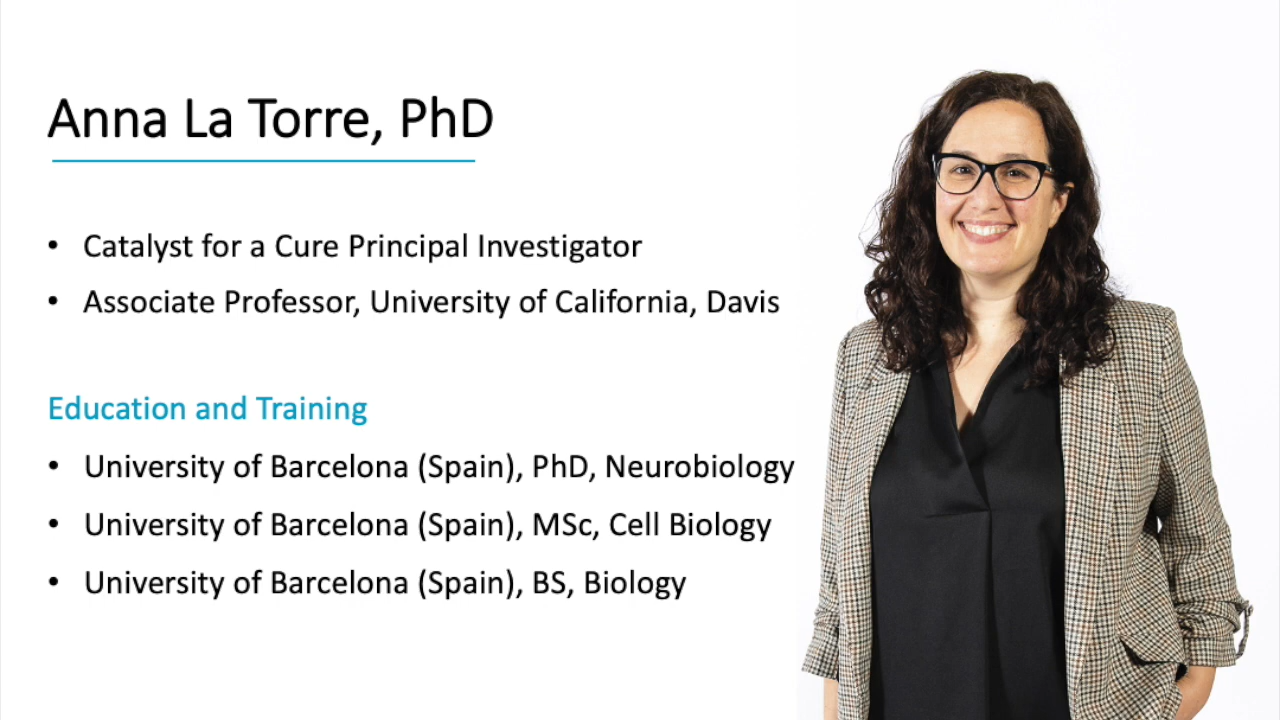 Anna La Torre, PhD
• Catalyst for a Cure Principal Investigator
• Associate Professor, University of California, Davis
Education and Training
• University of Barcelona (Spain), PhD, Neurobiology
• University of Barcelona (Spain), MSc, Cell Biology
• University of Barcelona (Spain), BS, Biology